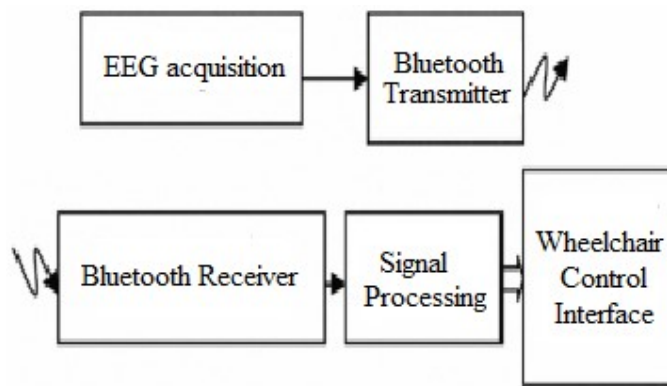 EEG acquisition
Bluetooth
Transmitter
Bluetooth Receiver
Signal
Processing
Wheelchair
Control
Interface